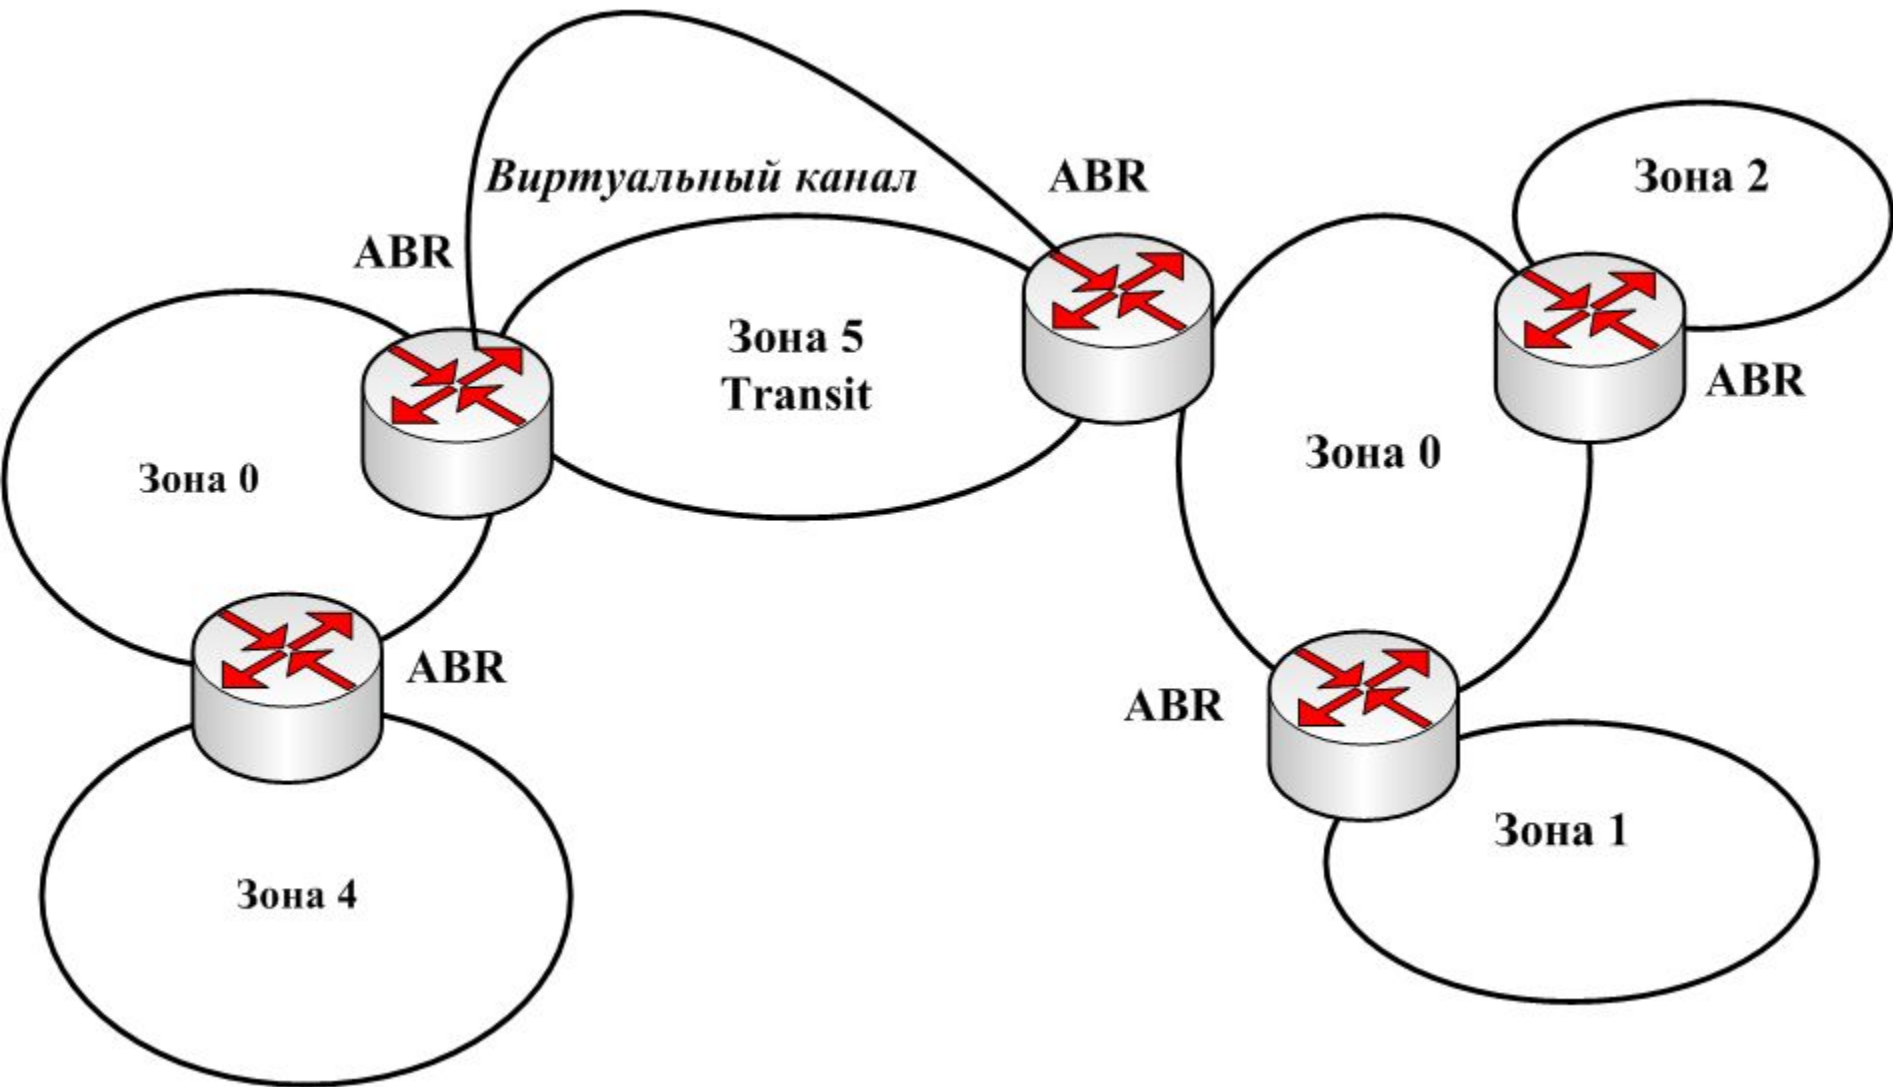 Виртуальный канал
ABR
Зона 2
ABR
Зона 5
Transit
ABR
Зона 0
Зона 0
ABR
ABR
Зона 1
Зона 4